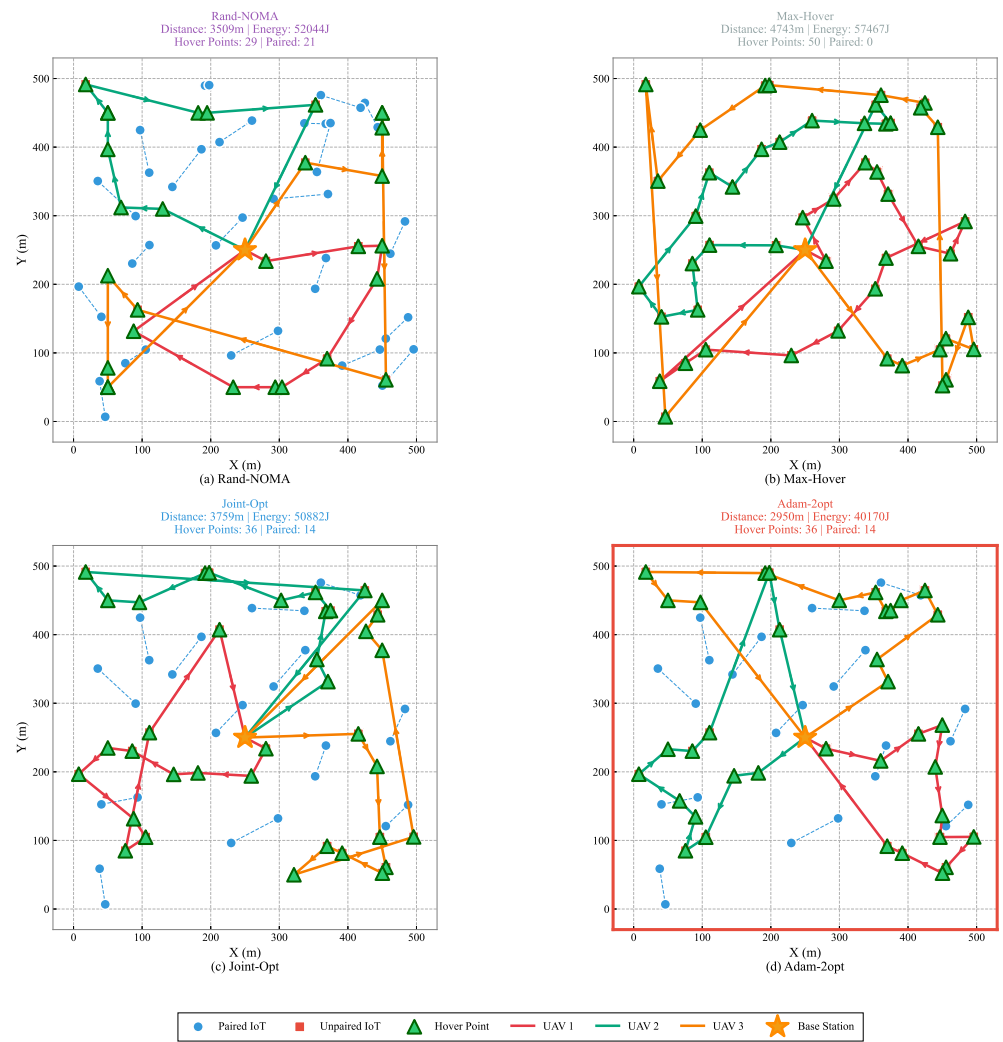 Rand-NOMA
Distance: 3509m | Energy: 52044J
Hover Points: 29 | Paired: 21
500
400
300
200
100
0
Y (m)
0 100 200 300 400 500
X (m)
(a) Rand-NOMA
Max-Hover
Distance: 4743m | Energy: 57467J
Hover Points: 50 | Paired: 0
500
400
300
200
100
0
0 100 200 300 400 500
X (m)
(b) Max-Hover
Joint-Opt
Distance: 3759m | Energy: 50882J
Hover Points: 36 | Paired: 14
500
400
300
200
100
0
Y (m)
0 100 200 300 400 500
X (m)
(c) Joint-Opt
Adam-2opt
Distance: 2950m | Energy: 40170J
Hover Points: 36 | Paired: 14
500
400
300
200
100
0
0 100 200 300 400 500
X (m)
(d) Adam-2opt
Paired IoT Unpaired IoT Hover Point UAV 1 UAV 2 UAV 3 Base Station